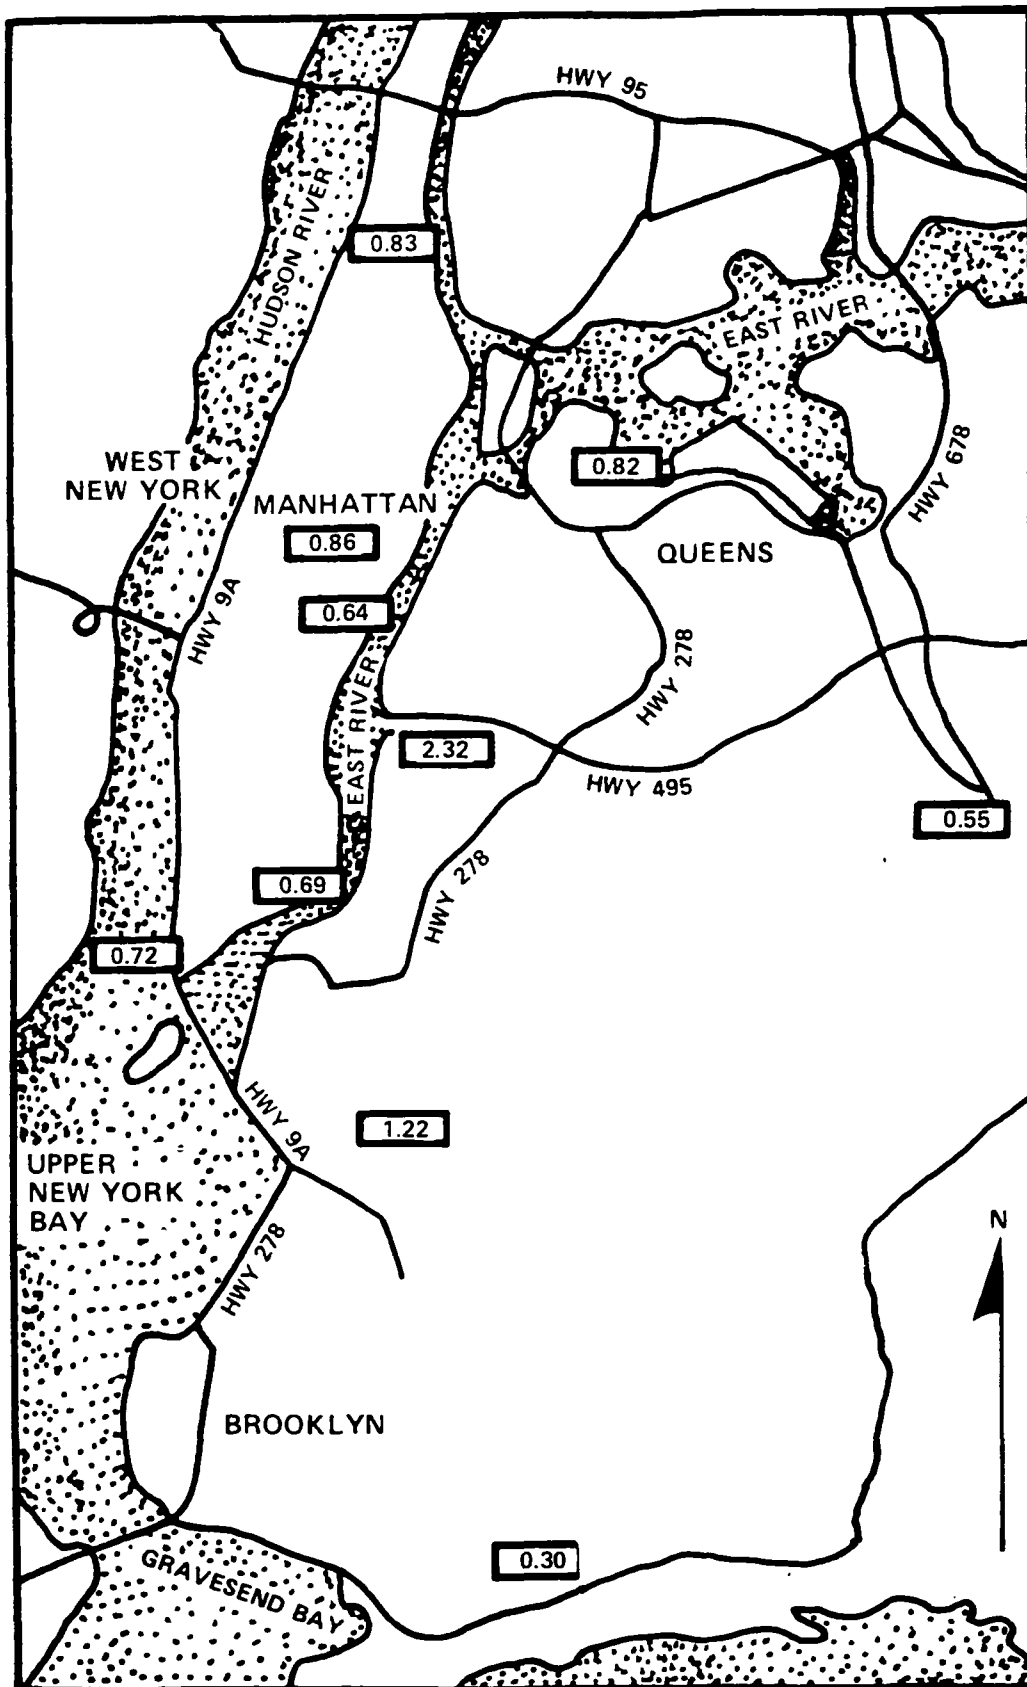 HWY 95
HUDSON RIVER
0.83
EAST RIVER
WEST
NEW YORK
MANHATTAN
0.82
HWY 678
0.86
QUEENS
0.64
HWY 9A
HWY 278
EAST RIVER
2.32
HWY 495
0.55
HWY 278
0.69
0.72
HWY 9A
1.22
UPPER
NEW YORK
BAY
N
HWY 278
BROOKLYN
0.30
GRAVESEND BAY